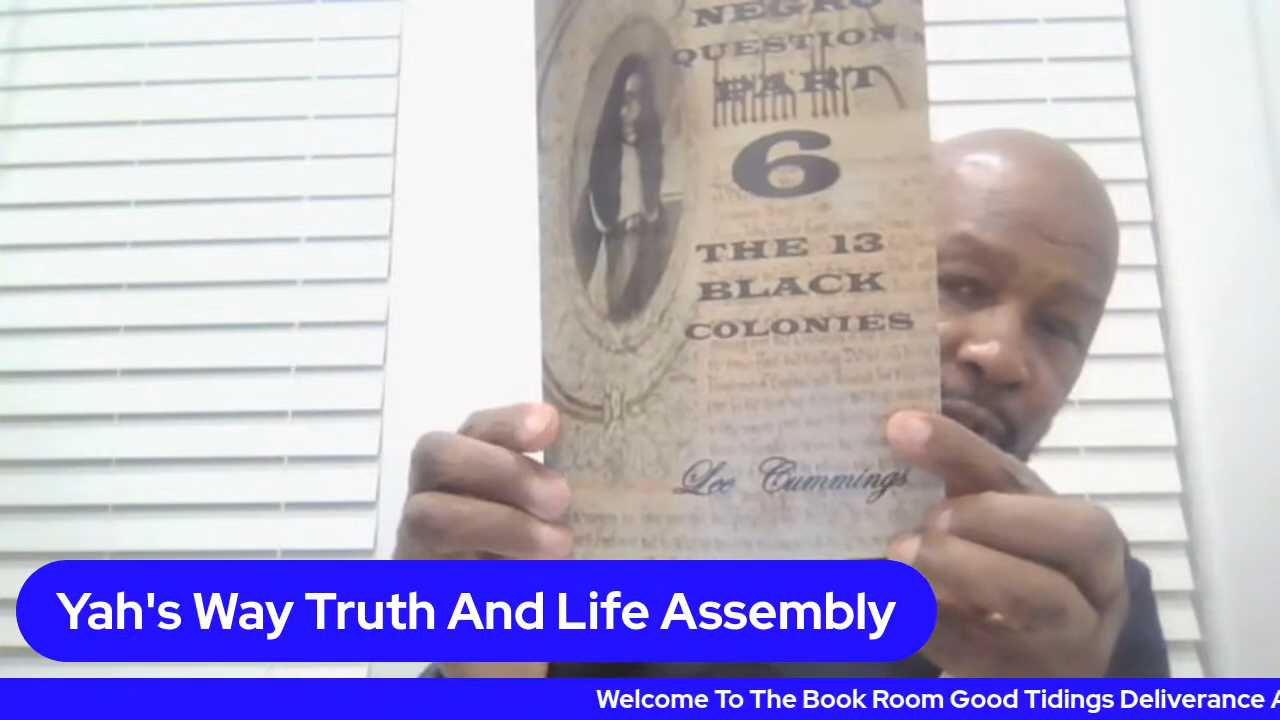 NEGRO
QUESTION
PART
6
THE 13
BLACK
COLONIES
Lee Cummings
Yah's Way Truth And Life Assembly
Welcome To The Book Room Good Tidings Deliverance A